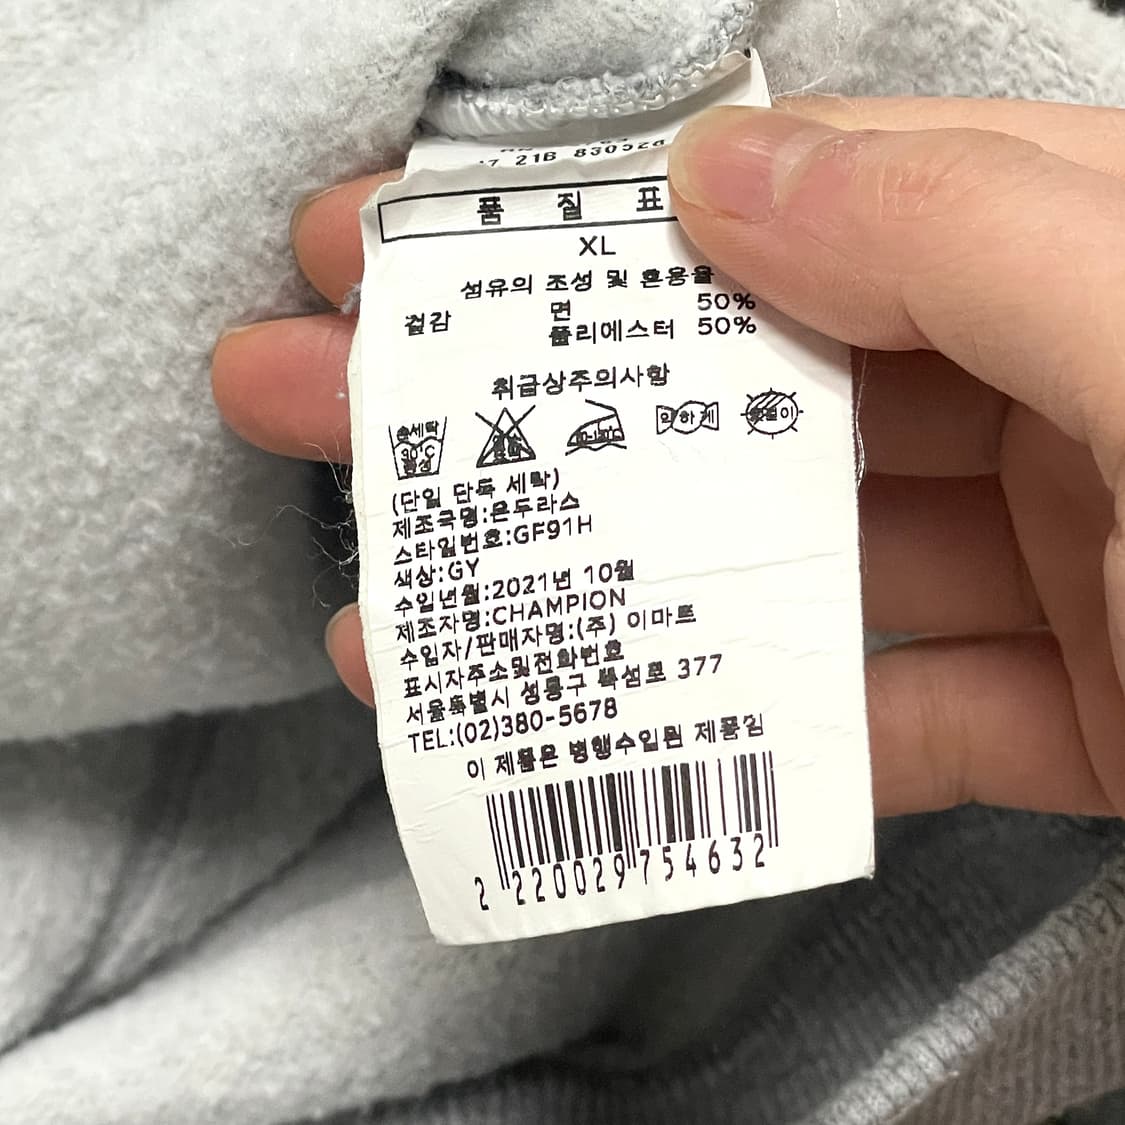 21B
품 질 표
XL
섬유의 조성 및 혼용율
겉감 면 50%
폴리에스터 50%
취급상주의사항
손세탁 30°C 중성
약하게
(단일 단독 세탁)
제조국명:온두라스
스타일번호:GF91H
색상:GY
수입년월:2021년 10월
제조자명:CHAMPION
수입자/판매자명:(주) 이마트
표시자주소및전화번호
서울특별시 성동구 뚝섬로 377
TEL:(02)380-5678
이 제품은 병행수입된 제품임
2 220029 754632